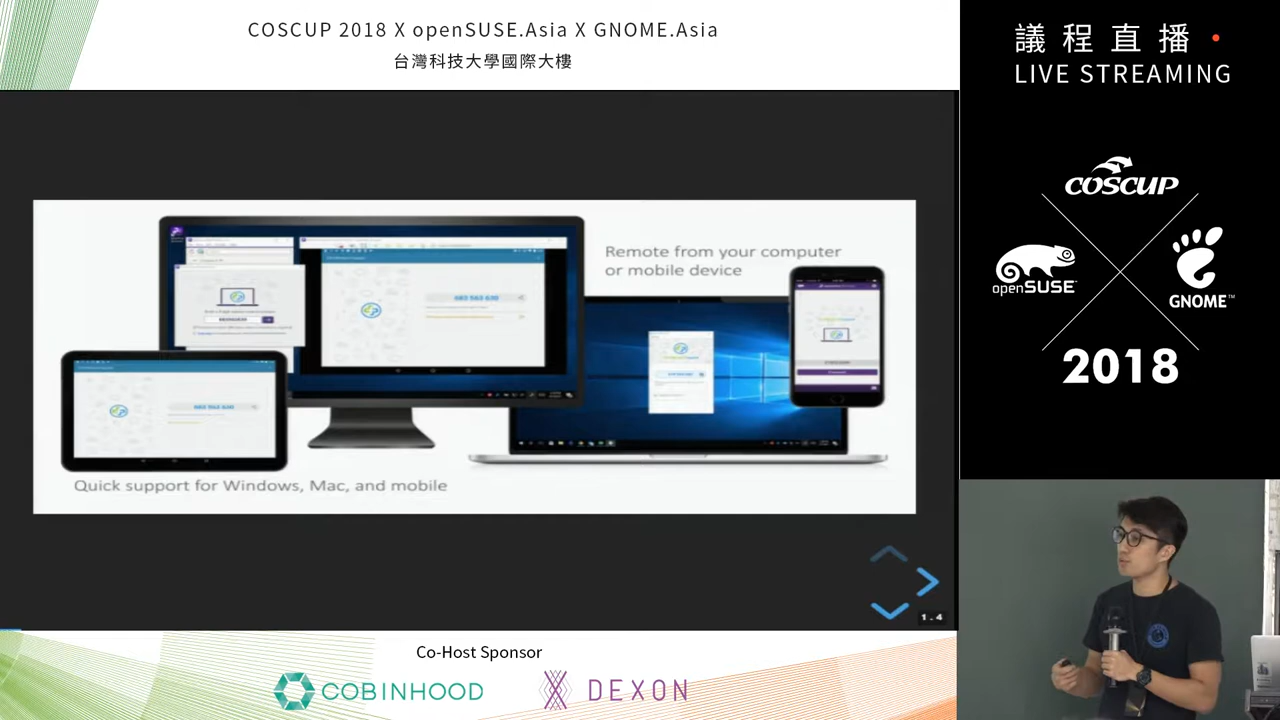 COSCUP 2018 X openSUSE.Asia X GNOME.Asia
台灣科技大學國際大樓
議程直播
LIVE STREAMING
COSCUP
openSUSE
GNOME™
2018
Remote from your computer
or mobile device
Quick support for Windows, Mac, and mobile
1.4
Co-Host Sponsor
COBINHOOD
DEXON